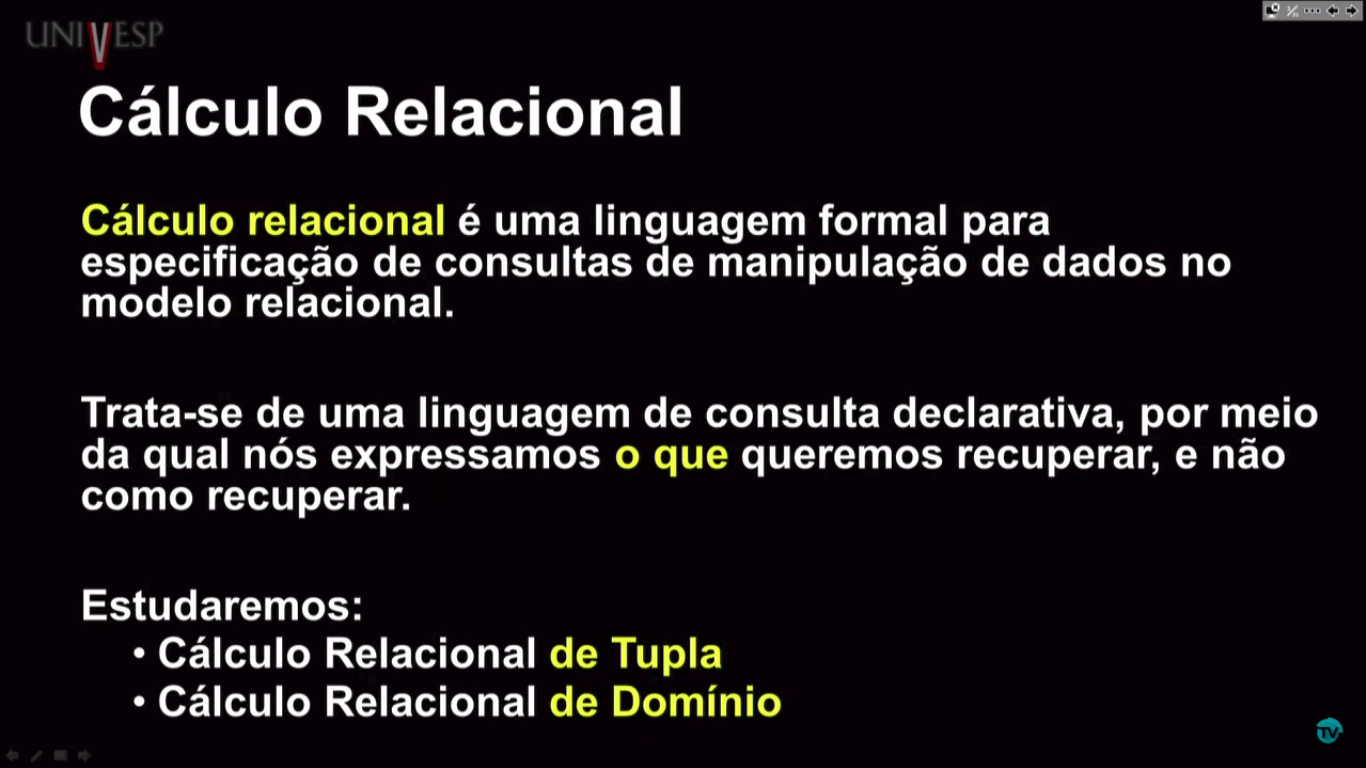 UNIVESP
Cálculo Relacional
Cálculo relacional é uma linguagem formal para
especificação de consultas de manipulação de dados no
modelo relacional.
Trata-se de uma linguagem de consulta declarativa, por meio
da qual nós expressamos o que queremos recuperar, e não
como recuperar.
Estudaremos:
• Cálculo Relacional de Tupla
• Cálculo Relacional de Domínio
TV